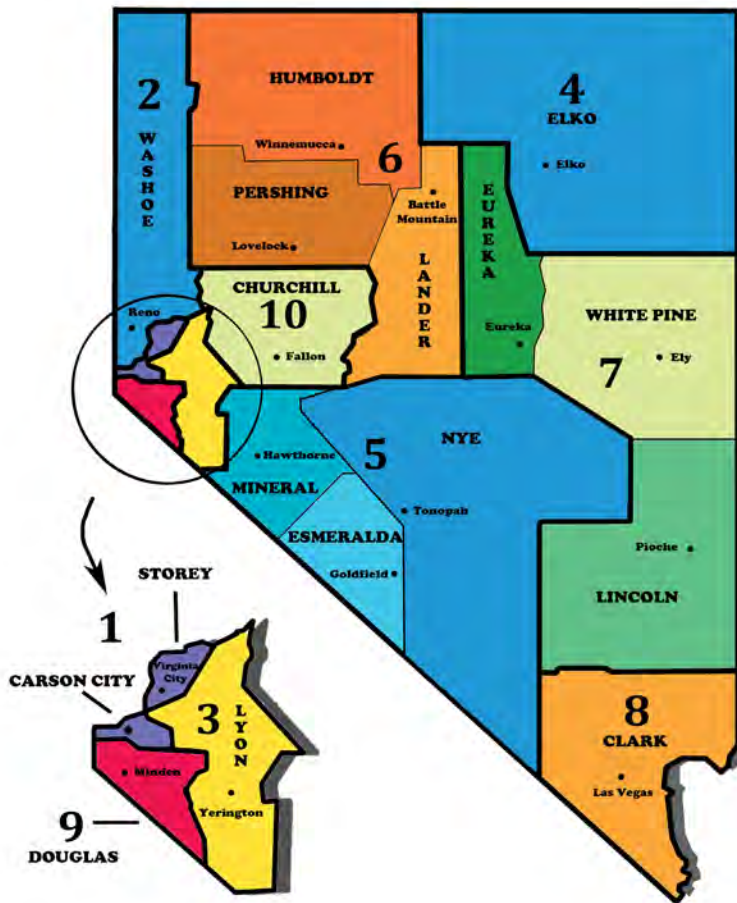 HUMBOLDT
2
4
ELKO
WASHOE
Winnemucca
6
Elko
PERSHING
EUREKA
Battle
Mountain
Lovelock
LANDER
CHURCHILL
10
WHITE PINE
Reno
Eureka
Fallon
7
Ely
NYE
Hawthorne
5
MINERAL
Tonopah
ESMERALDA
Pioche
Goldfield
LINCOLN
STOREY
1
Virginia
City
CARSON CITY
3
LYON
8
CLARK
Minden
Las Vegas
Yerington
9
DOUGLAS